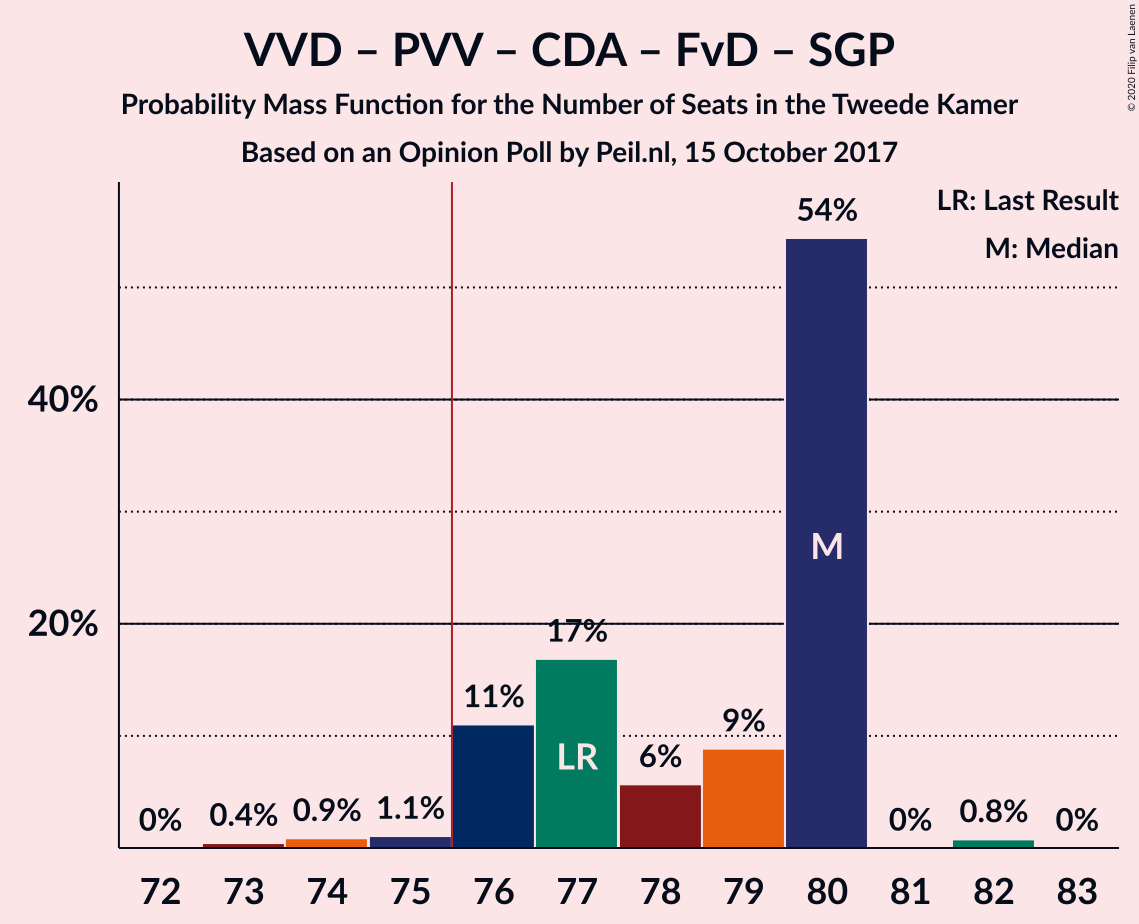 VVD – PVV – CDA – FvD – SGP
Probability Mass Function for the Number of Seats in the Tweede Kamer
Based on an Opinion Poll by Peil.nl, 15 October 2017
© 2020 Filip van Laenen
LR: Last Result
M: Median
40%
20%
0%
0.4%
0.9%
1.1%
11%
17%
6%
9%
54%
0%
0.8%
0%
LR
M
72 73 74 75 76 77 78 79 80 81 82 83